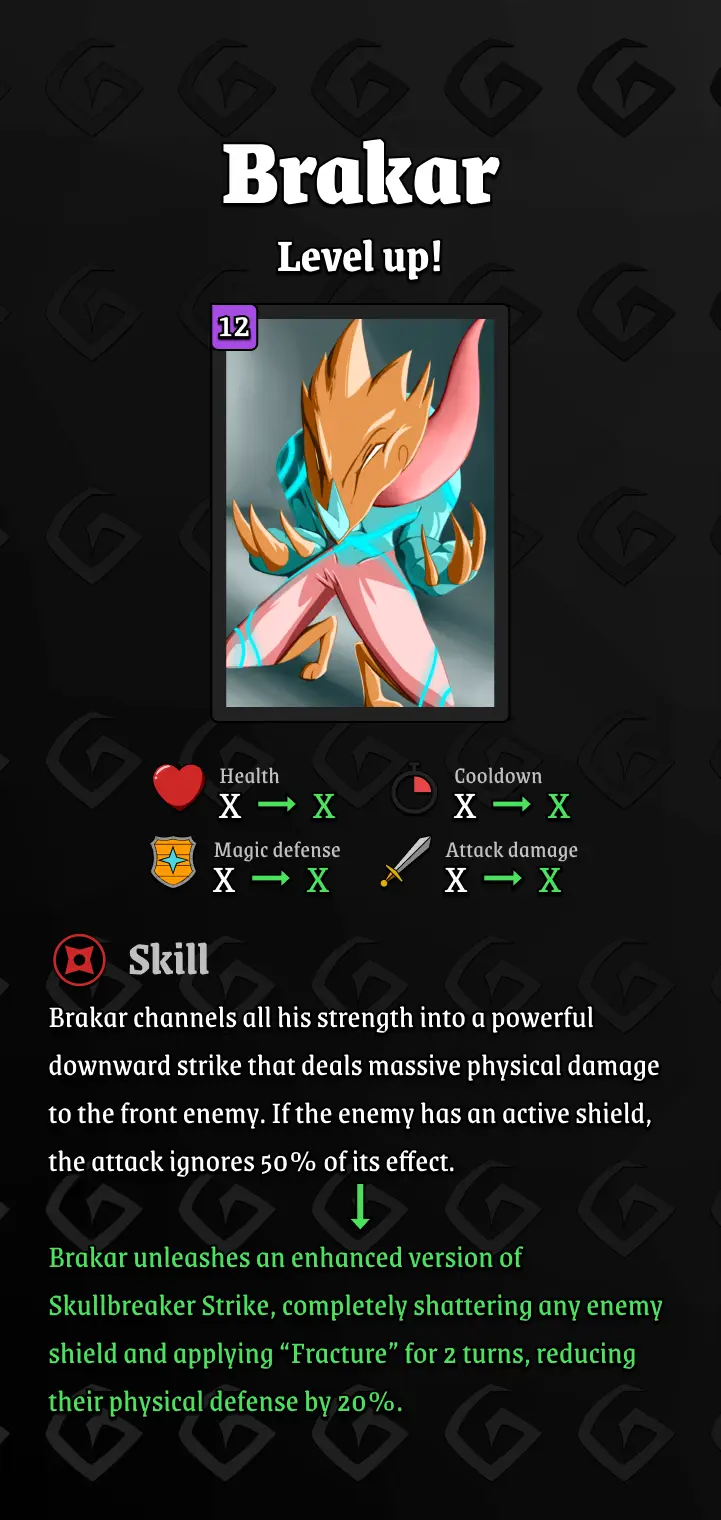 Brakar
Level up!
12
Health
X → X
Cooldown
X → X
Magic defense
X → X
Attack damage
X → X
Skill
Brakar channels all his strength into a powerful
downward strike that deals massive physical damage
to the front enemy. If the enemy has an active shield,
the attack ignores 50% of its effect.
Brakar unleashes an enhanced version of
Skullbreaker Strike, completely shattering any enemy
shield and applying “Fracture” for 2 turns, reducing
their physical defense by 20%.